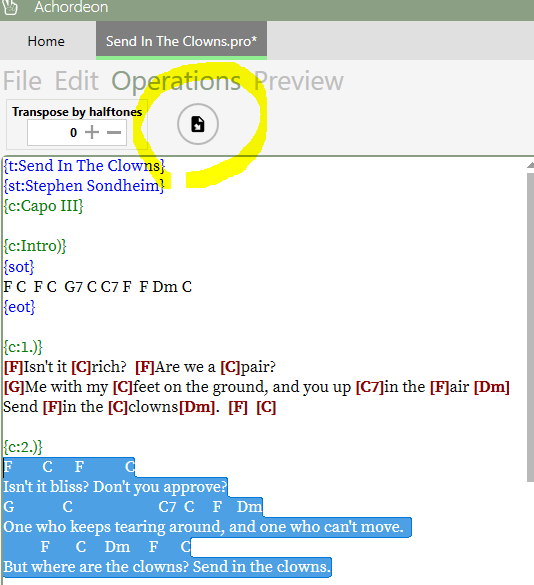 Achordeon
Home Send In The Clowns.pro*
File Edit Operations Preview
Transpose by halftones
0
{t:Send In The Clowns}
{st:Stephen Sondheim}
{c:Capo III}
{c:Intro)}
{sot}
F C  F C  G7 C C7 F  F Dm C
{eot}
{c:1.)}
[F]Isn't it [C]rich?  [F]Are we a [C]pair?
[G]Me with my [C]feet on the ground, and you up [C7]in the [F]air [Dm]
Send [F]in the [C]clowns[Dm].  [F]  [C]
{c:2.)}
F C F C
Isn't it bliss? Don't you approve?
G C C7 C F Dm
One who keeps tearing around, and one who can't move.
F C Dm F C
But where are the clowns? Send in the clowns.